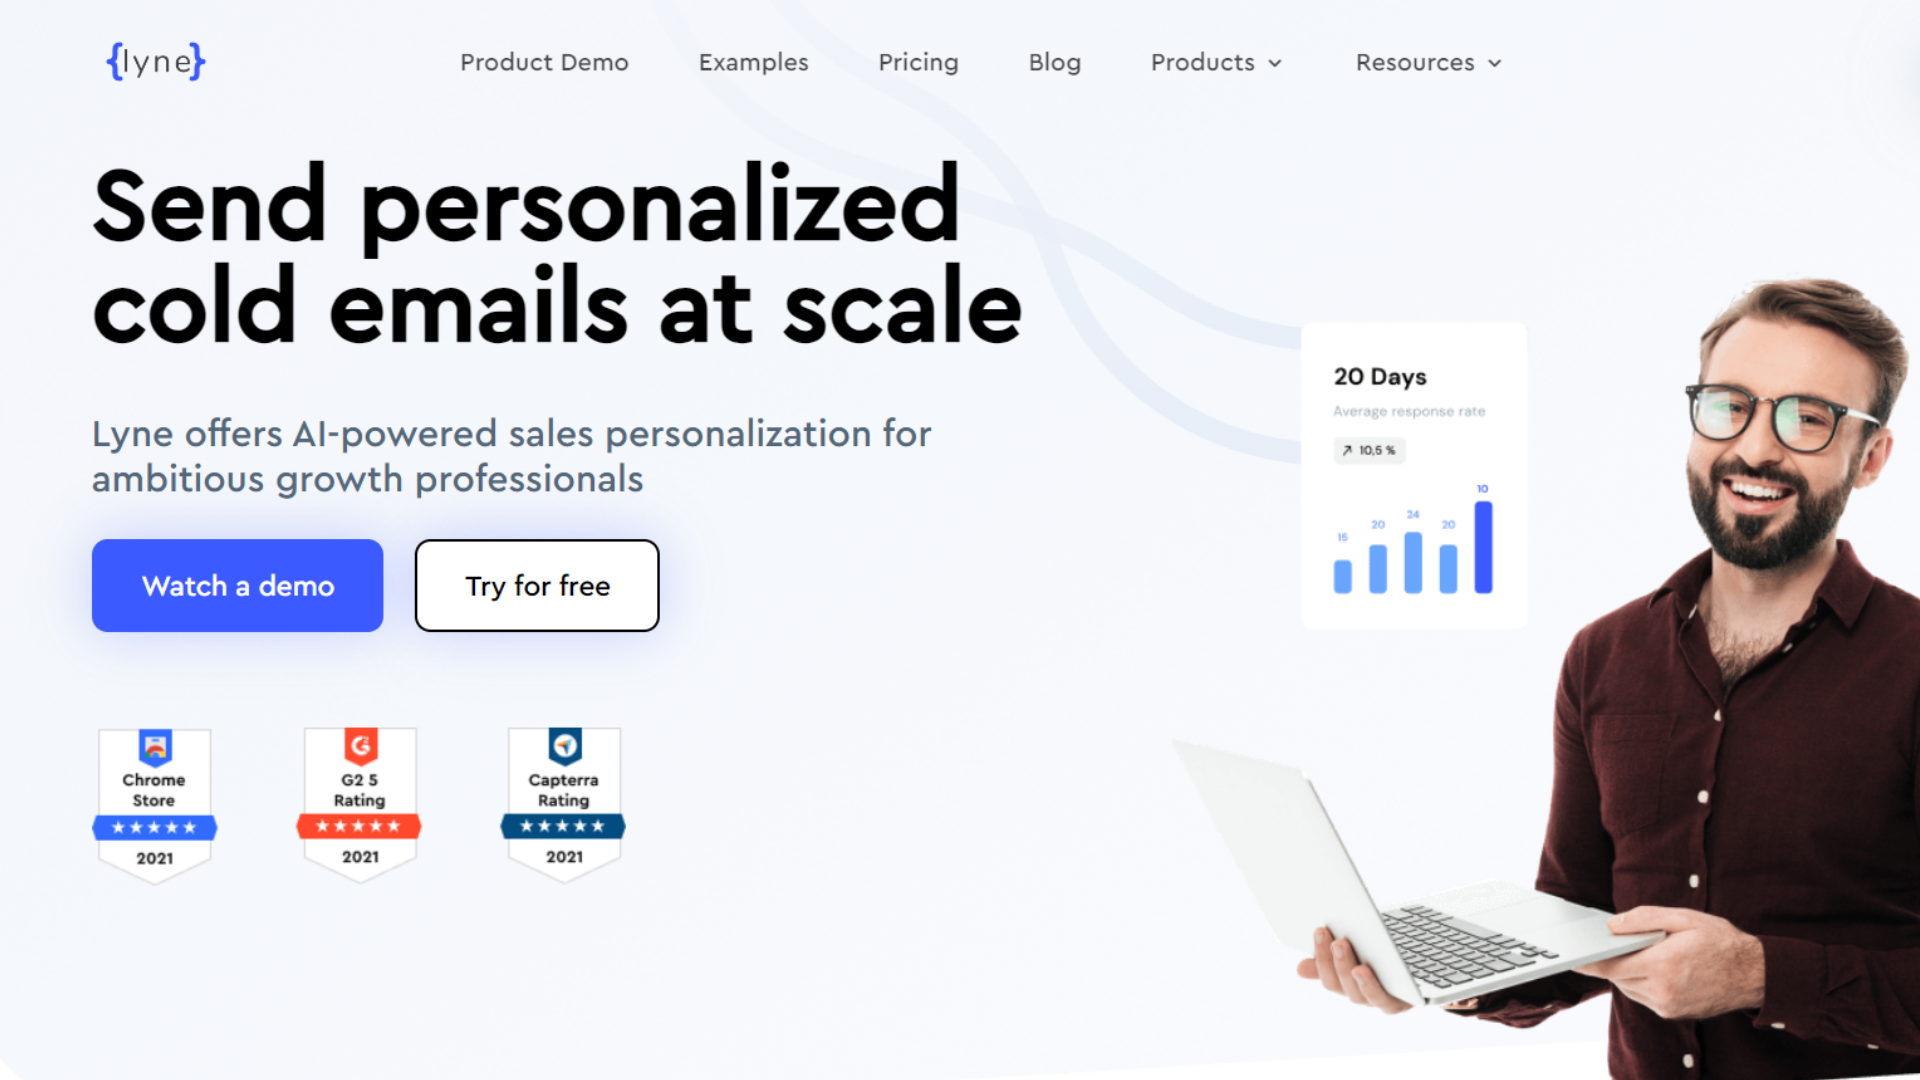 {lyne}
Product Demo
Examples
Pricing
Blog
Products
Resources
Send personalized
cold emails at scale
Lyne offers AI-powered sales personalization for
ambitious growth professionals
Watch a demo
Try for free
20 Days
Average response rate
10,5 %
15
20
24
20
10
Chrome
Store
2021
G2 5
Rating
2021
Capterra
Rating
2021